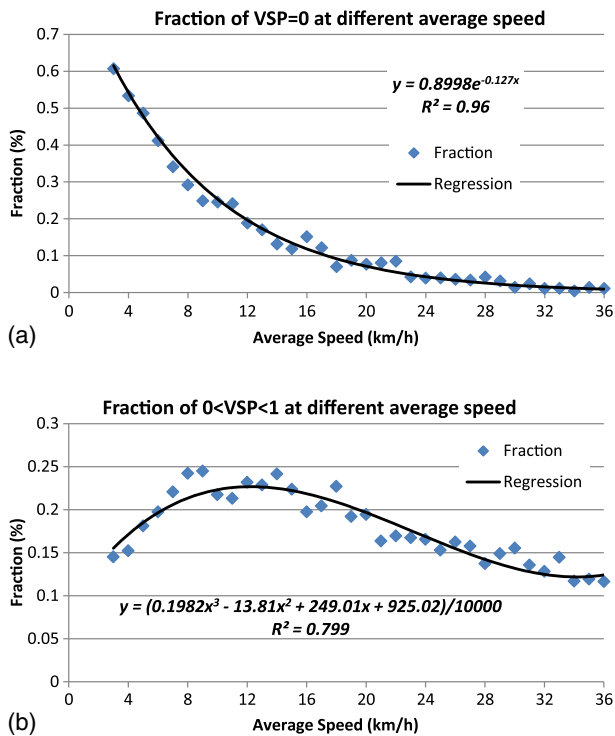 Fraction of VSP=0 at different average speed
0.7
0.6
0.5
0.4
0.3
0.2
0.1
0
Fraction (%)
y = 0.8998e^-0.127x
R² = 0.96
Fraction
Regression
0 4 8 12 16 20 24 28 32 36
Average Speed (km/h)
(a)
Fraction of 0<VSP<1 at different average speed
0.3
0.25
0.2
0.15
0.1
0.05
0
Fraction (%)
Fraction
Regression
y = (0.1982x³ - 13.81x² + 249.01x + 925.02)/10000
R² = 0.799
0 4 8 12 16 20 24 28 32 36
Average Speed (km/h)
(b)